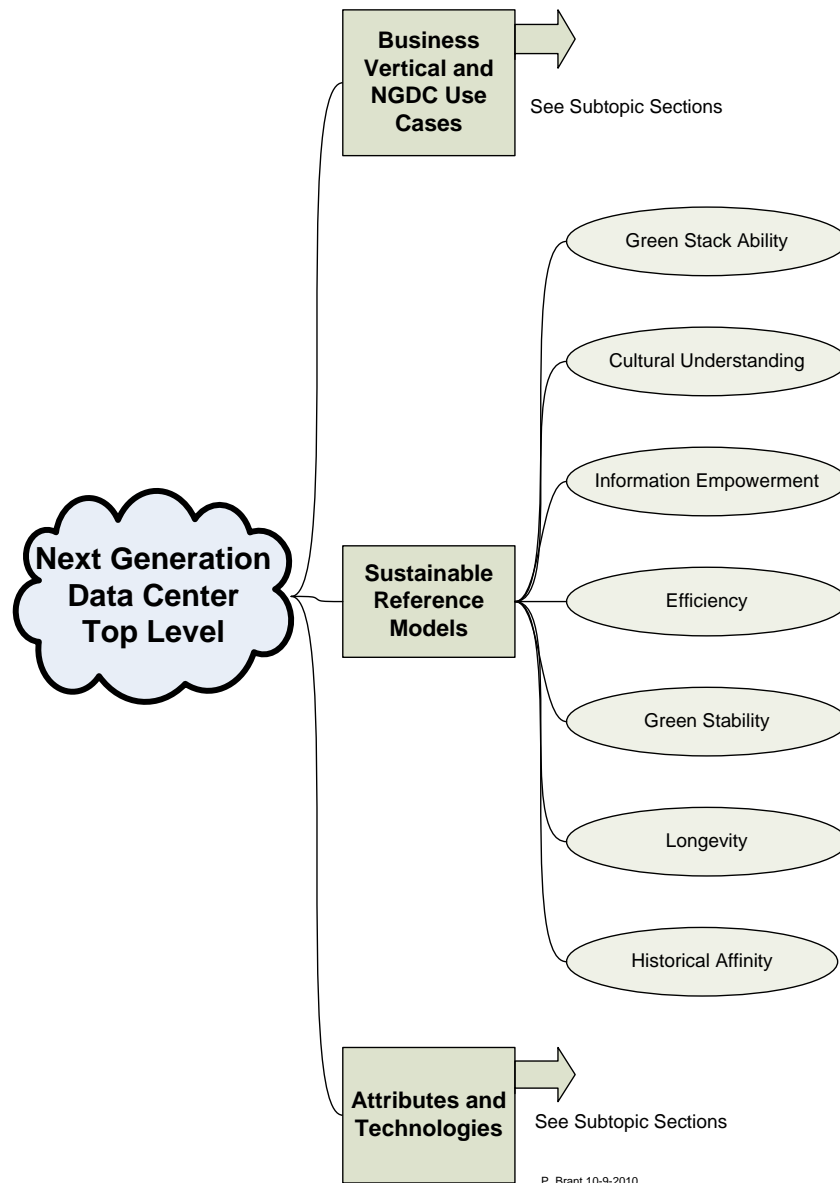 Business
Vertical and
NGDC Use
Cases
See Subtopic Sections
Green Stack Ability
Cultural Understanding
Information Empowerment
Next Generation
Data Center
Top Level
Sustainable
Reference
Models
Efficiency
Green Stability
Longevity
Historical Affinity
Attributes and
Technologies
See Subtopic Sections
P. Brant 10-9-2010